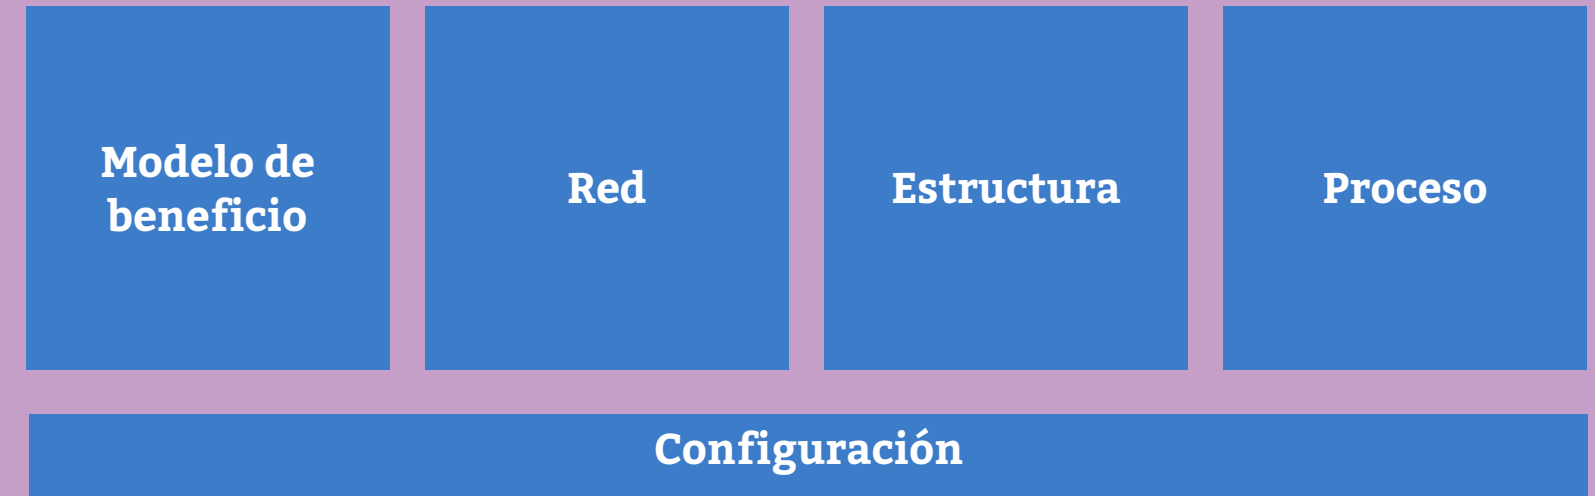 Modelo de
beneficio
Red
Estructura
Proceso
Configuración